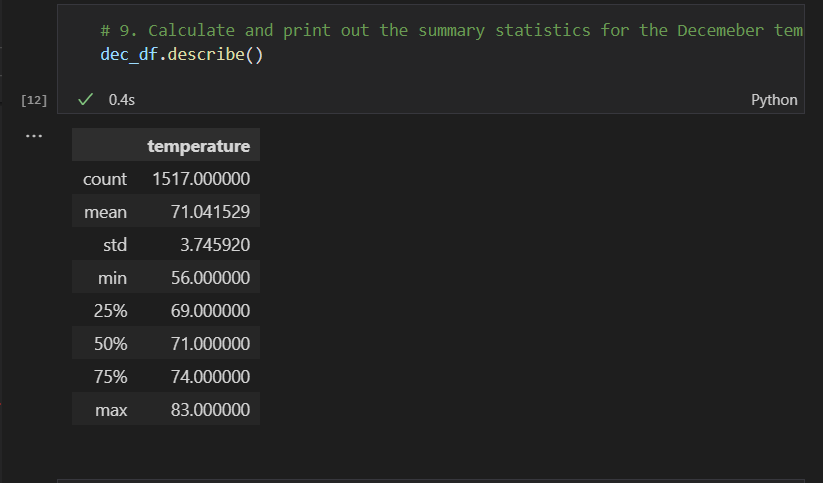 # 9. Calculate and print out the summary statistics for the Decemeber tem
dec_df.describe()
[12] 0.4s Python
...
temperature
count 1517.000000
mean 71.041529
std 3.745920
min 56.000000
25% 69.000000
50% 71.000000
75% 74.000000
max 83.000000